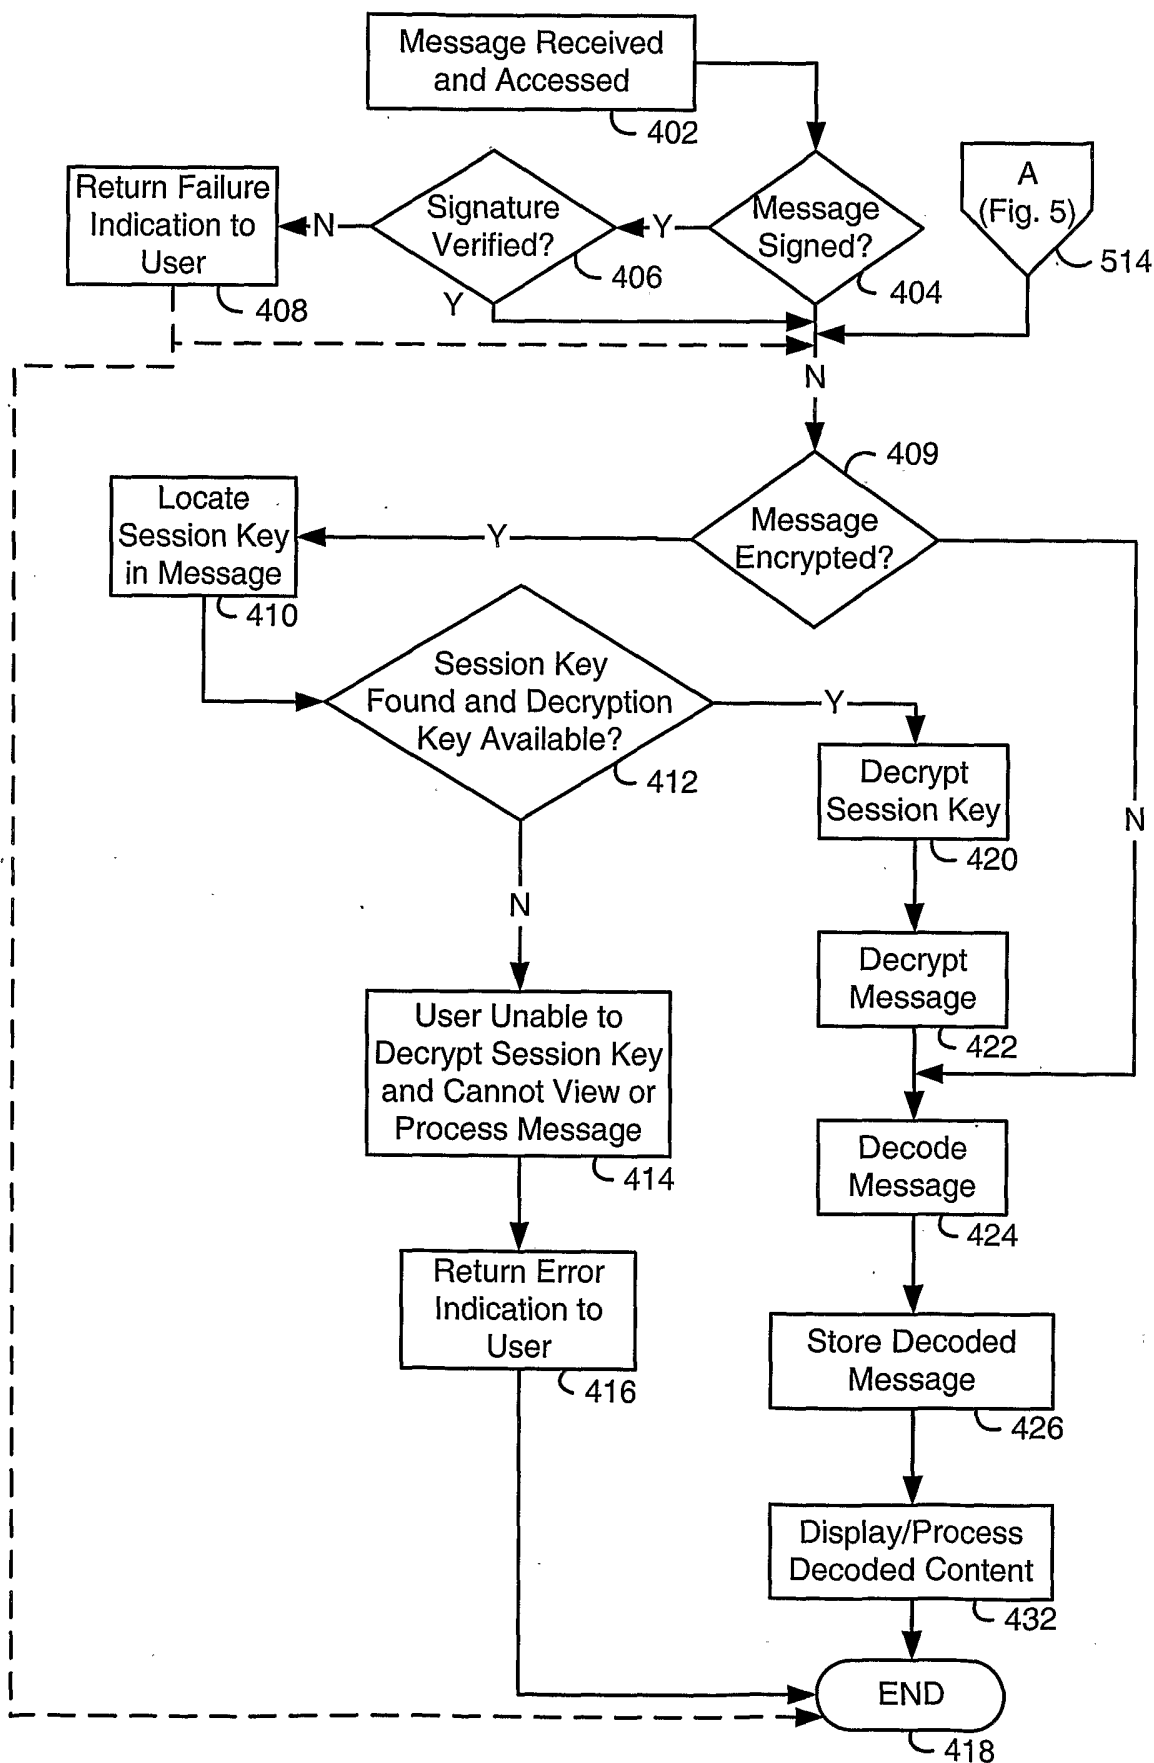 Message Received
and Accessed
402
Return Failure
Indication to
User
408
N
Signature
Verified?
406
Y
Y
Message
Signed?
404
A
(Fig. 5)
514
N
409
Message
Encrypted?
Y
Locate
Session Key
in Message
410
Session Key
Found and Decryption
Key Available?
412
Y
N
Decrypt
Session Key
420
N
Decrypt
Message
422
User Unable to
Decrypt Session Key
and Cannot View or
Process Message
414
Decode
Message
424
Return Error
Indication to
User
416
Store Decoded
Message
426
Display/Process
Decoded Content
432
END
418